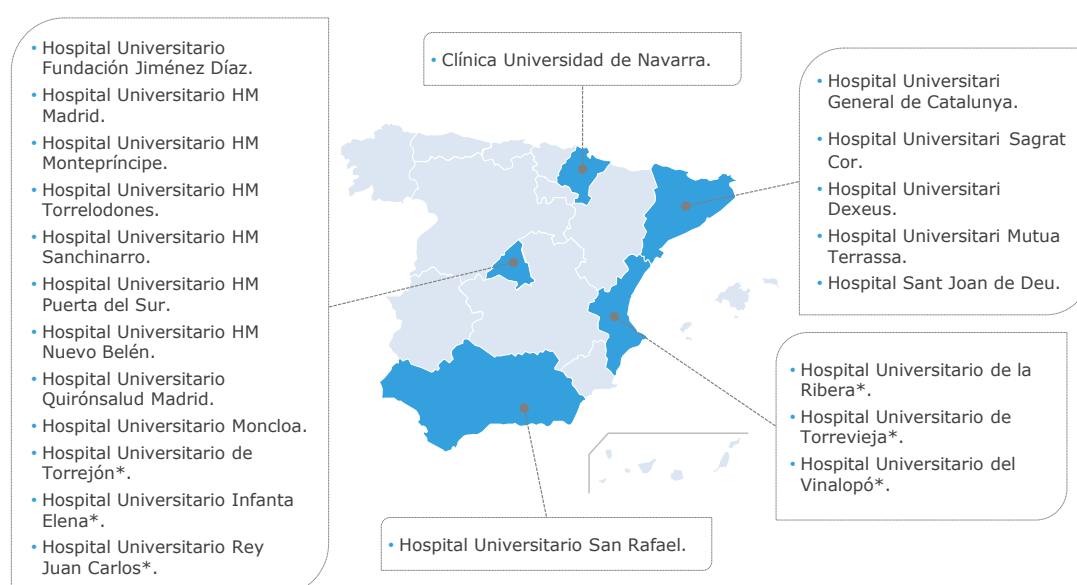 • Hospital Universitario
Fundación Jiménez Díaz.
• Hospital Universitario HM
Madrid.
• Hospital Universitario HM
Montepríncipe.
• Hospital Universitario HM
Torrelodones.
• Hospital Universitario HM
Sanchinarro.
• Hospital Universitario HM
Puerta del Sur.
• Hospital Universitario HM
Nuevo Belén.
• Hospital Universitario
Quirónsalud Madrid.
• Hospital Universitario Moncloa.
• Hospital Universitario de
Torrejón*.
• Hospital Universitario Infanta
Elena*.
• Hospital Universitario Rey
Juan Carlos*.
• Clínica Universidad de Navarra.
• Hospital Universitari
General de Catalunya.
• Hospital Universitari Sagrat
Cor.
• Hospital Universitari
Dexeus.
• Hospital Universitari Mutua
Terrassa.
• Hospital Sant Joan de Deu.
• Hospital Universitario de la
Ribera*.
• Hospital Universitario de
Torrevieja*.
• Hospital Universitario del
Vinalopó*.
• Hospital Universitario San Rafael.